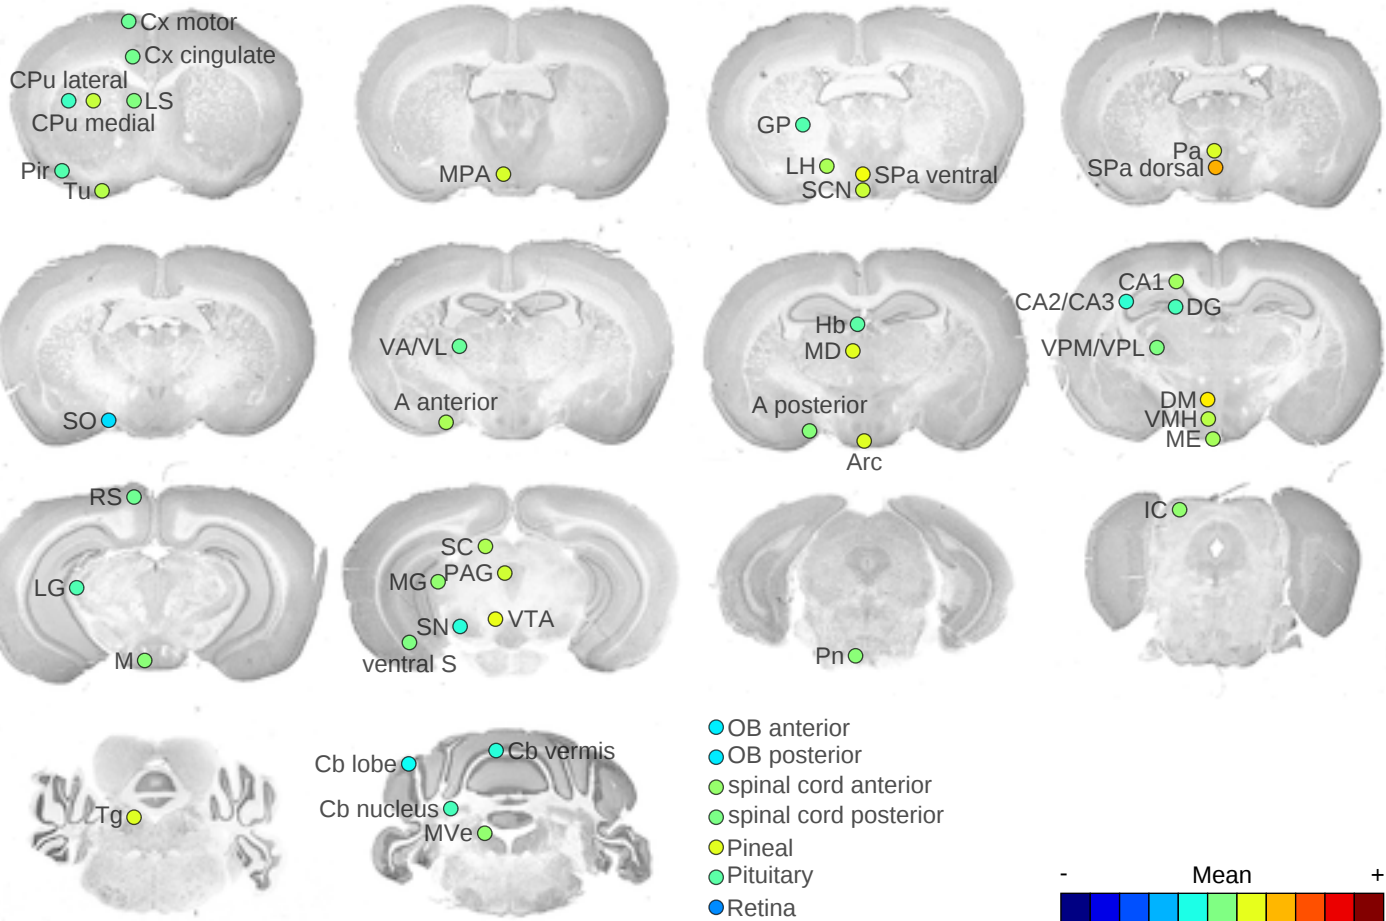 Cx motor
Cx cingulate
CPu lateral
LS
CPu medial
Pir
Tu
MPA
GP
LH
SPa ventral
SCN
Pa
SPa dorsal
SO
VA/VL
A anterior
Hb
MD
A posterior
Arc
CA1
CA2/CA3
DG
VPM/VPL
DM
VMH
ME
RS
LG
M
SC
MG
PAG
SN
VTA
ventral S
Pn
IC
Tg
Cb lobe
Cb vermis
Cb nucleus
MVe
OB anterior
OB posterior
spinal cord anterior
spinal cord posterior
Pineal
Pituitary
Retina
- Mean +